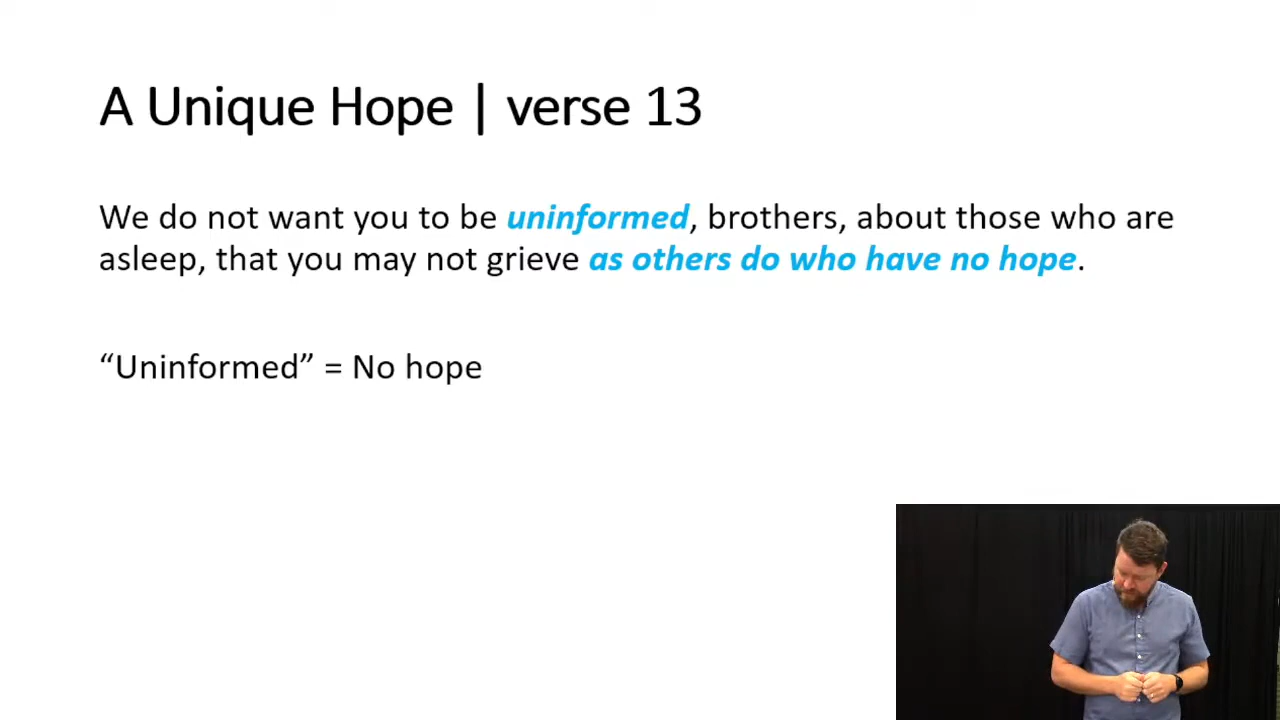 A Unique Hope | verse 13
We do not want you to be uninformed, brothers, about those who are
asleep, that you may not grieve as others do who have no hope.
“Uninformed” = No hope